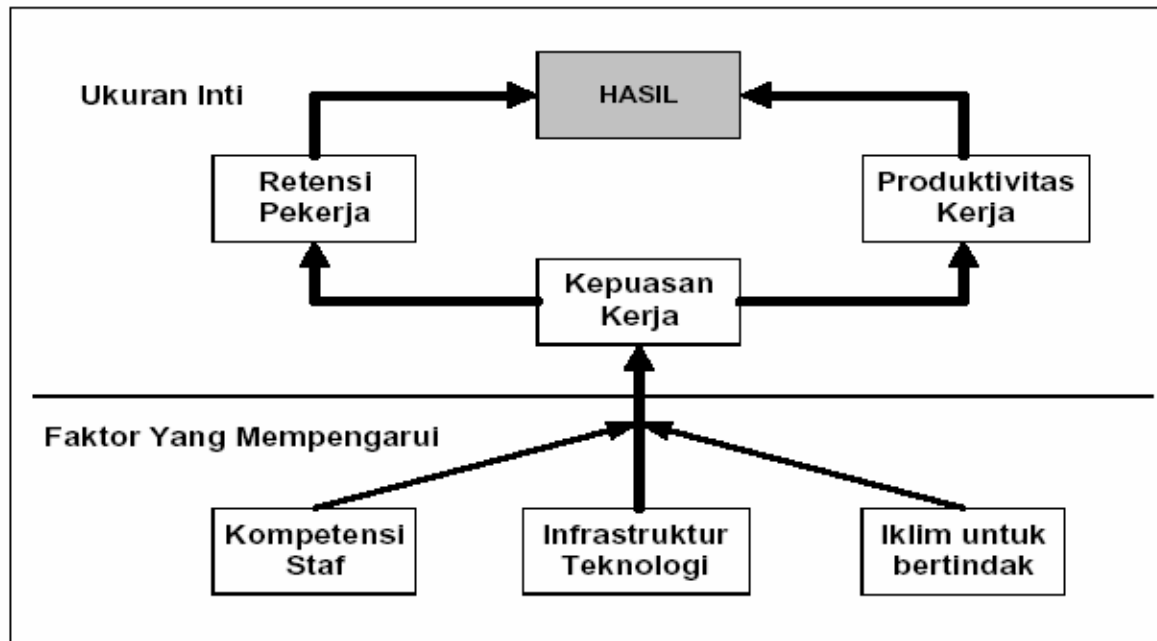 HASIL
Ukuran Inti
Retensi
Pekerja
Produktivitas
Kerja
Kepuasan
Kerja
Faktor Yang Mempengarui
Kompetensi
Staf
Infrastruktur
Teknologi
Iklim untuk
bertindak